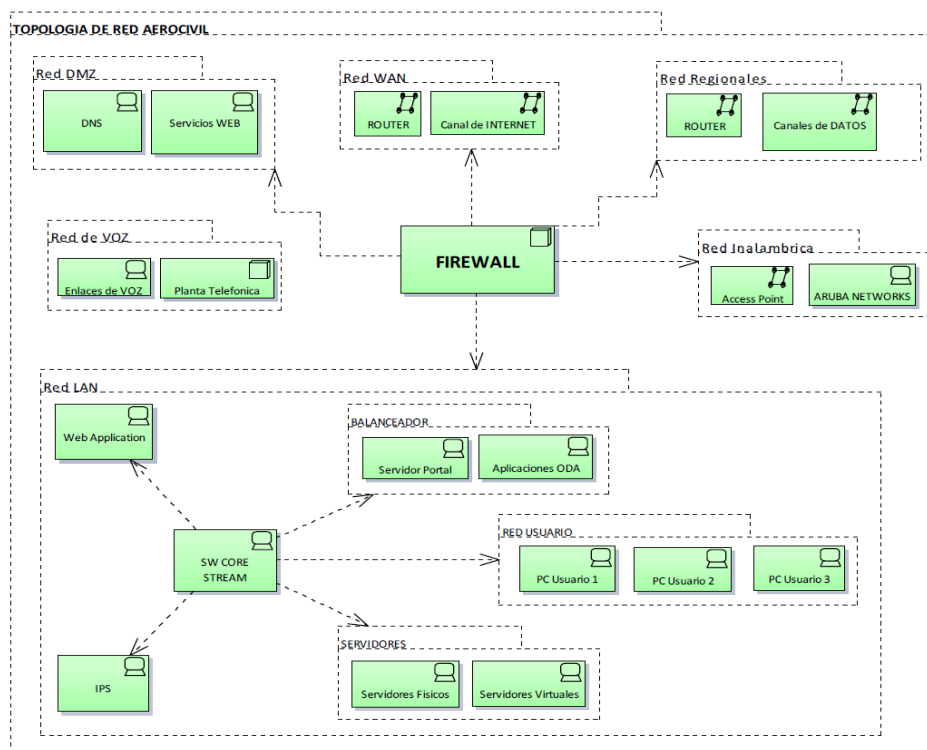 TOPOLOGIA DE RED AEROCIVIL
Red DMZ
DNS
Servicios WEB
Red WAN
ROUTER
Canal de INTERNET
Red Regionales
ROUTER
Canales de DATOS
Red de VOZ
Enlaces de VOZ
Planta Telefonica
FIREWALL
Red Inalambrica
Access Point
ARUBA NETWORKS
Red LAN
Web Application
BALANCEADOR
Servidor Portal
Aplicaciones ODA
SW CORE
STREAM
RED USUARIO
PC Usuario 1
PC Usuario 2
PC Usuario 3
IPS
SERVIDORES
Servidores Fisicos
Servidores Virtuales